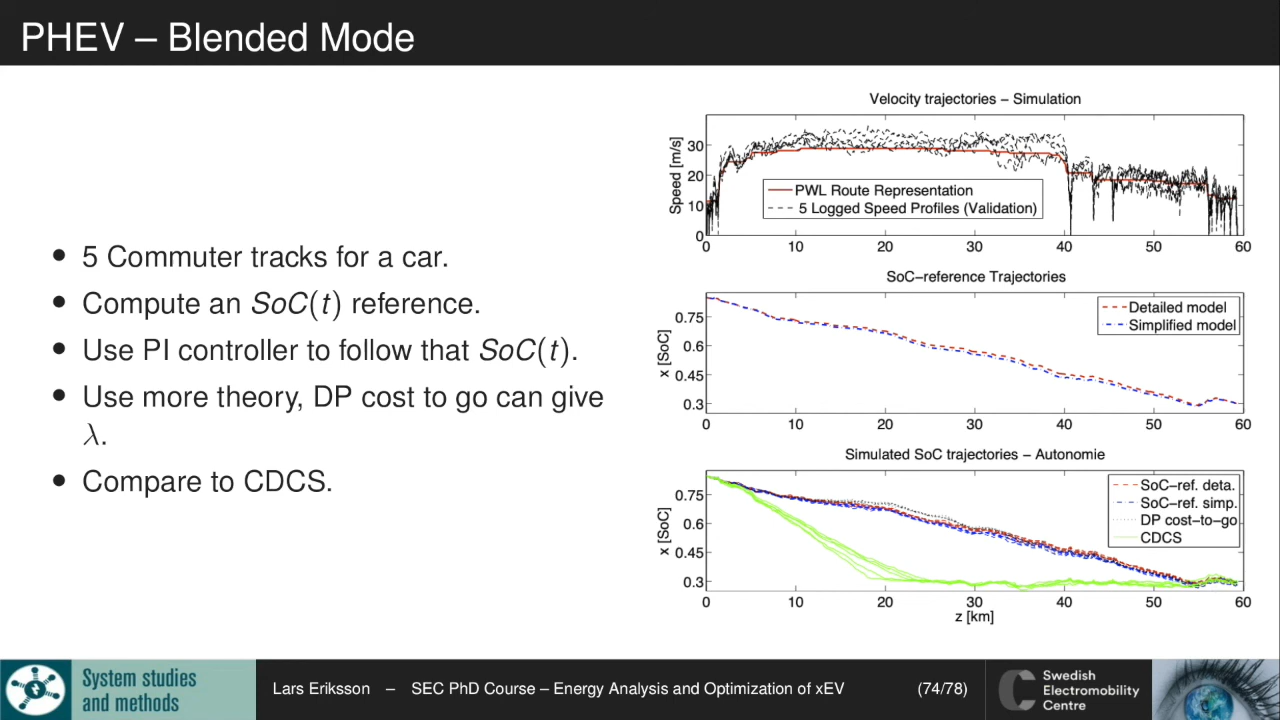 PHEV – Blended Mode
• 5 Commuter tracks for a car.
• Compute an SoC(t) reference.
• Use PI controller to follow that SoC(t).
• Use more theory, DP cost to go can give
λ.
• Compare to CDCS.
Velocity trajectories – Simulation
Speed [m/s]
30
20
10
0
PWL Route Representation
5 Logged Speed Profiles (Validation)
0 10 20 30 40 50 60
SoC–reference Trajectories
x [SoC]
0.75
0.6
0.45
0.3
Detailed model
Simplified model
0 10 20 30 40 50 60
Simulated SoC trajectories – Autonomie
x [SoC]
0.75
0.6
0.45
0.3
SoC–ref. deta.
SoC–ref. simp.
DP cost–to–go
CDCS
0 10 20 30 40 50 60
z [km]
System studies
and methods
Lars Eriksson – SEC PhD Course – Energy Analysis and Optimization of xEV (74/78)
Swedish
Electromobility
Centre